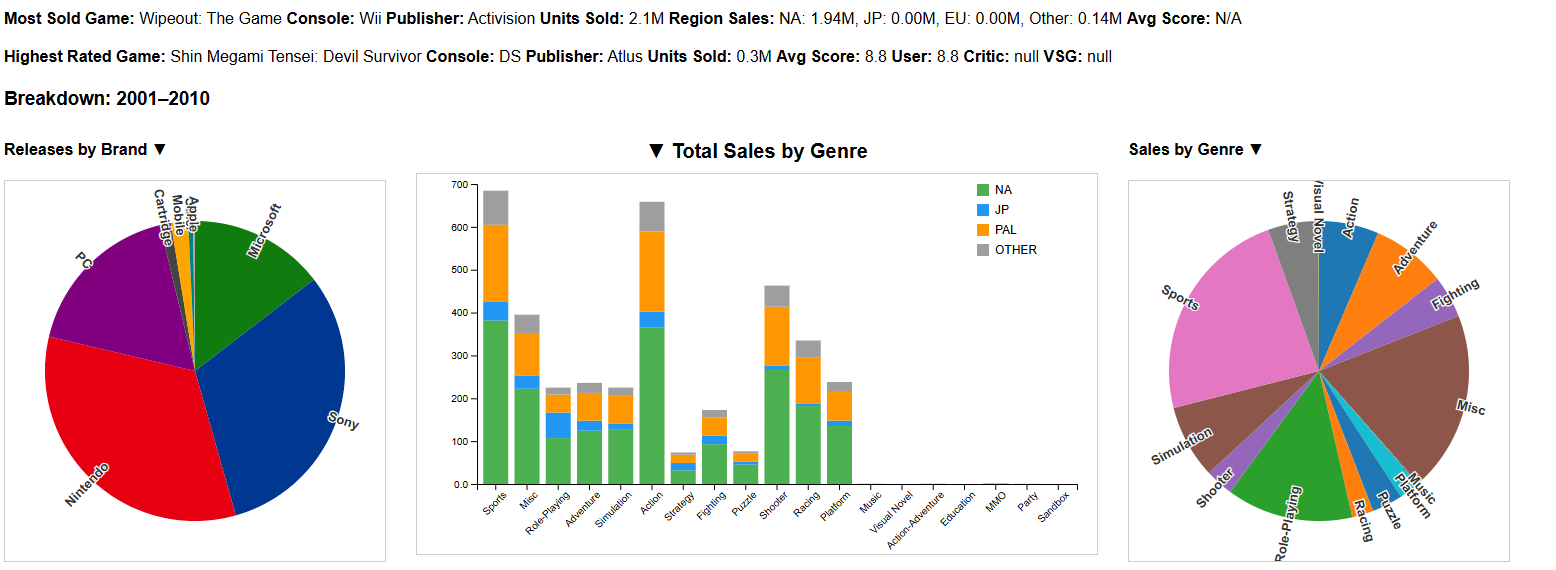 Most Sold Game: Wipeout: The Game Console: Wii Publisher: Activision Units Sold: 2.1M Region Sales: NA: 1.94M, JP: 0.00M, EU: 0.00M, Other: 0.14M Avg Score: N/A
Highest Rated Game: Shin Megami Tensei: Devil Survivor Console: DS Publisher: Atlus Units Sold: 0.3M Avg Score: 8.8 User: 8.8 Critic: null VSG: null
Breakdown: 2001–2010
Releases by Brand ▼
Cartridge
Mobile
Apple
Microsoft
PC
Sony
Nintendo
▼ Total Sales by Genre
700
600
500
400
300
200
100
0.0
NA
JP
PAL
OTHER
Sports
Misc
Role-Playing
Adventure
Simulation
Action
Strategy
Fighting
Puzzle
Shooter
Racing
Platform
Music
Visual Novel
Action-Adventure
Education
MMO
Party
Sandbox
Sales by Genre ▼
Strategy
isual Novel
Action
Adventure
Fighting
Sports
Misc
Simulation
Shooter
Role-Playing
Racing
Puzzle
Platform
Music